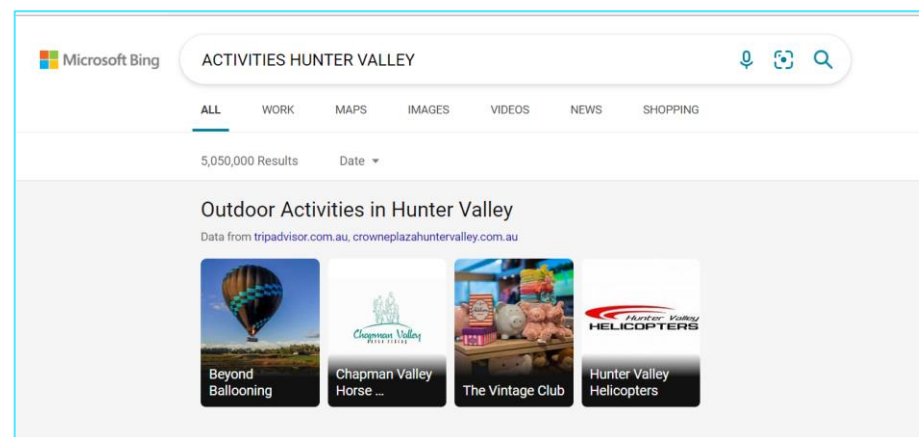 Microsoft Bing
ACTIVITIES HUNTER VALLEY
ALL WORK MAPS IMAGES VIDEOS NEWS SHOPPING
5,050,000 Results Date
Outdoor Activities in Hunter Valley
Data from tripadvisor.com.au, crowneplazahuntervalley.com.au
Chapman Valley
HORSE RIDING
Hunter Valley
HELICOPTERS
Beyond
Ballooning
Chapman Valley
Horse ...
The Vintage Club
Hunter Valley
Helicopters